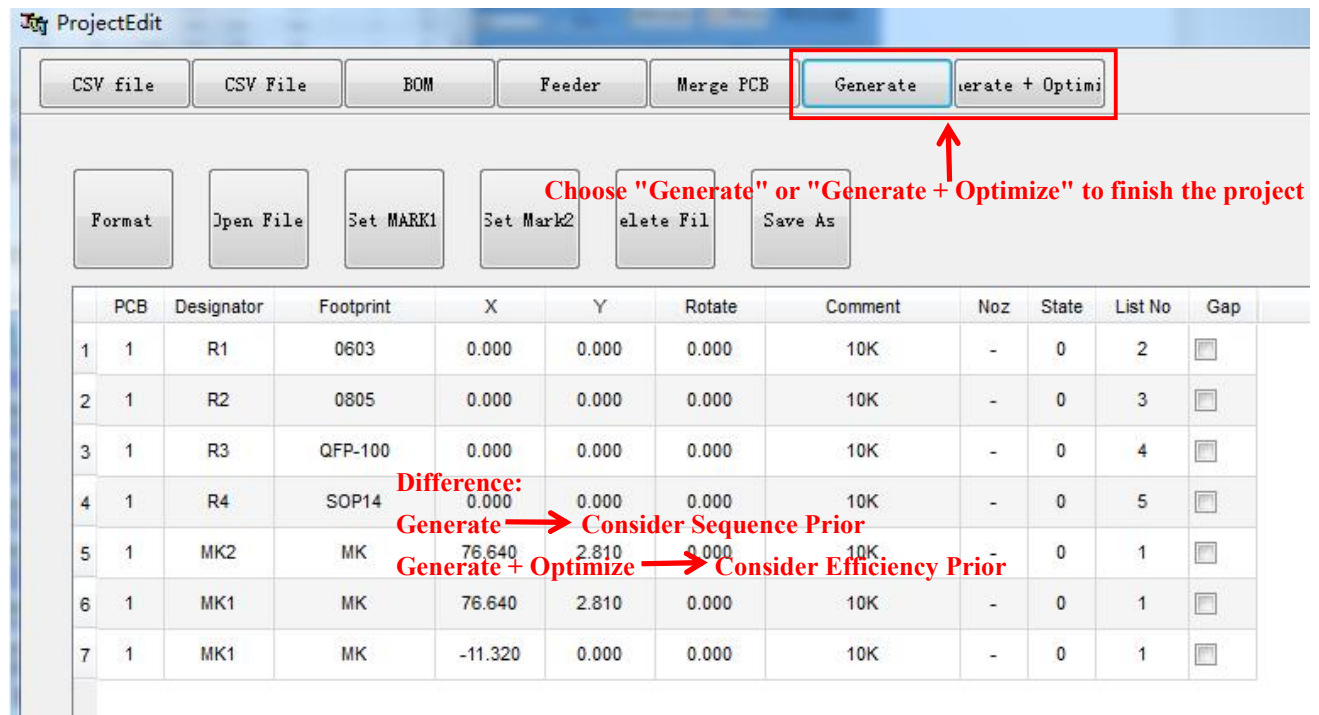 ProjectEdit
CSV file CSV File BOM Feeder Merge PCB Generate erate + Optimi
Choose "Generate" or "Generate + Optimize" to finish the project
Format Open File Set MARK1 Set Mark2 elete Fil Save As
PCB Designator Footprint X Y Rotate Comment Noz State List No Gap
1 1 R1 0603 0.000 0.000 0.000 10K - 0 2
2 1 R2 0805 0.000 0.000 0.000 10K - 0 3
3 1 R3 QFP-100 0.000 0.000 0.000 10K - 0 4
Difference:
4 1 R4 SOP14 0.000 0.000 0.000 10K - 0 5
Generate Consider Sequence Prior
5 1 MK2 MK 76.640 2.810 0.000 10K - 0 1
Generate + Optimize Consider Efficiency Prior
6 1 MK1 MK 76.640 2.810 0.000 10K - 0 1
7 1 MK1 MK -11.320 0.000 0.000 10K - 0 1